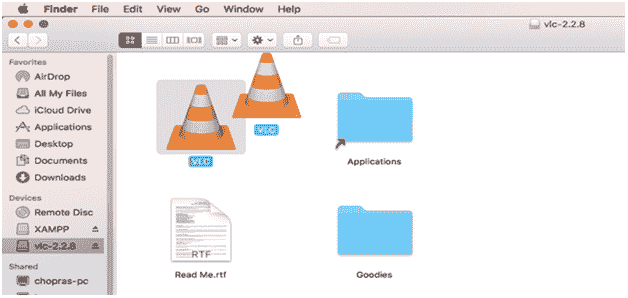 Finder File Edit View Go Window Help
vlc-2.2.8
Favorites
AirDrop
All My Files
iCloud Drive
Applications
Desktop
Documents
Downloads
Devices
Remote Disc
XAMPP
vlc-2.2.8
Shared
chopras-pc
VLC
VLC
Applications
RTF
Read Me.rtf
Goodies